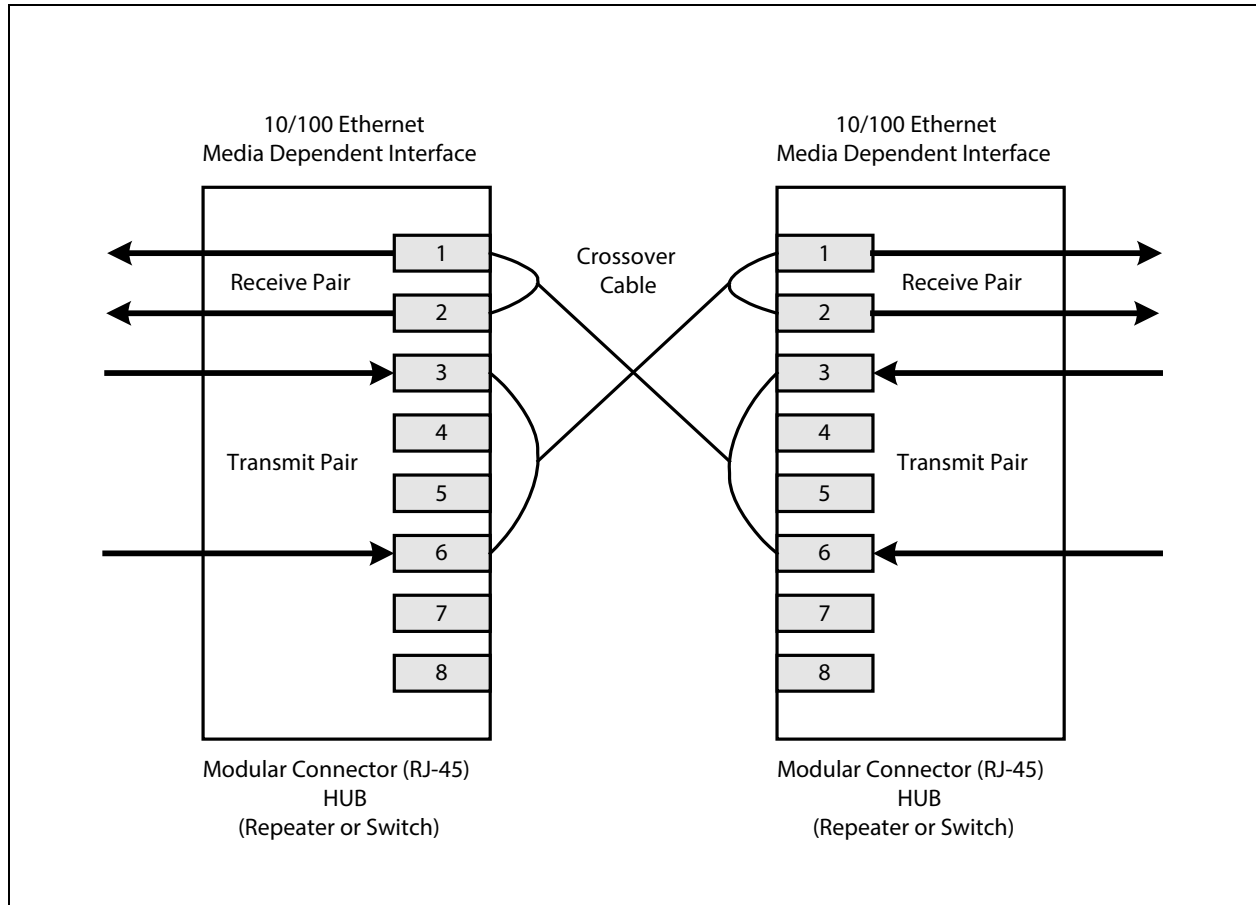 10/100 Ethernet
Media Dependent Interface
10/100 Ethernet
Media Dependent Interface
1
Crossover
Cable
1
Receive Pair
Receive Pair
2
2
3
3
4
4
Transmit Pair
Transmit Pair
5
5
6
6
7
7
8
8
Modular Connector (RJ-45)
HUB
(Repeater or Switch)
Modular Connector (RJ-45)
HUB
(Repeater or Switch)